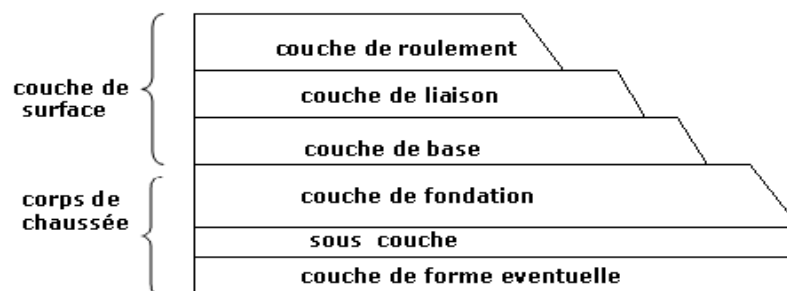 couche de roulement
couche de liaison
couche de surface
couche de base
couche de fondation
corps de chaussée
sous couche
couche de forme eventuelle